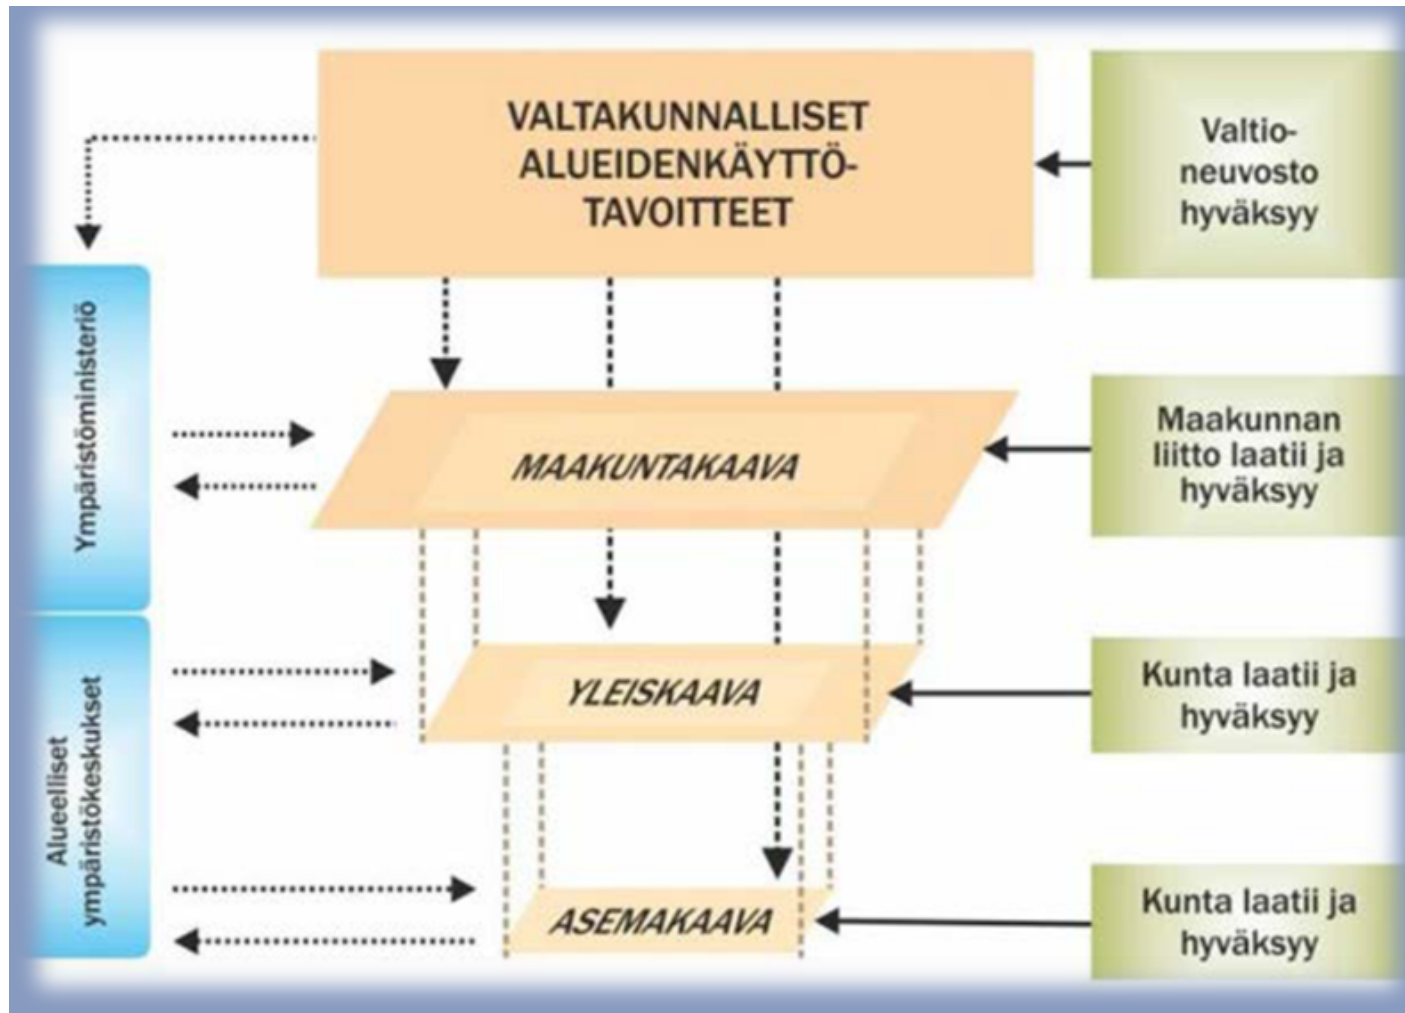 VALTAKUNNALLISET
ALUEIDENKÄYTTÖ-
TAVOITTEET
Valtio-
neuvosto
hyväksyy
Ympäristöministeriö
MAAKUNTAKAAVA
Maakunnan
liitto laatii ja
hyväksyy
Alueelliset
ympäristökeskukset
YLEISKAAVA
Kunta laatii ja
hyväksyy
ASEMAKAAVA
Kunta laatii ja
hyväksyy